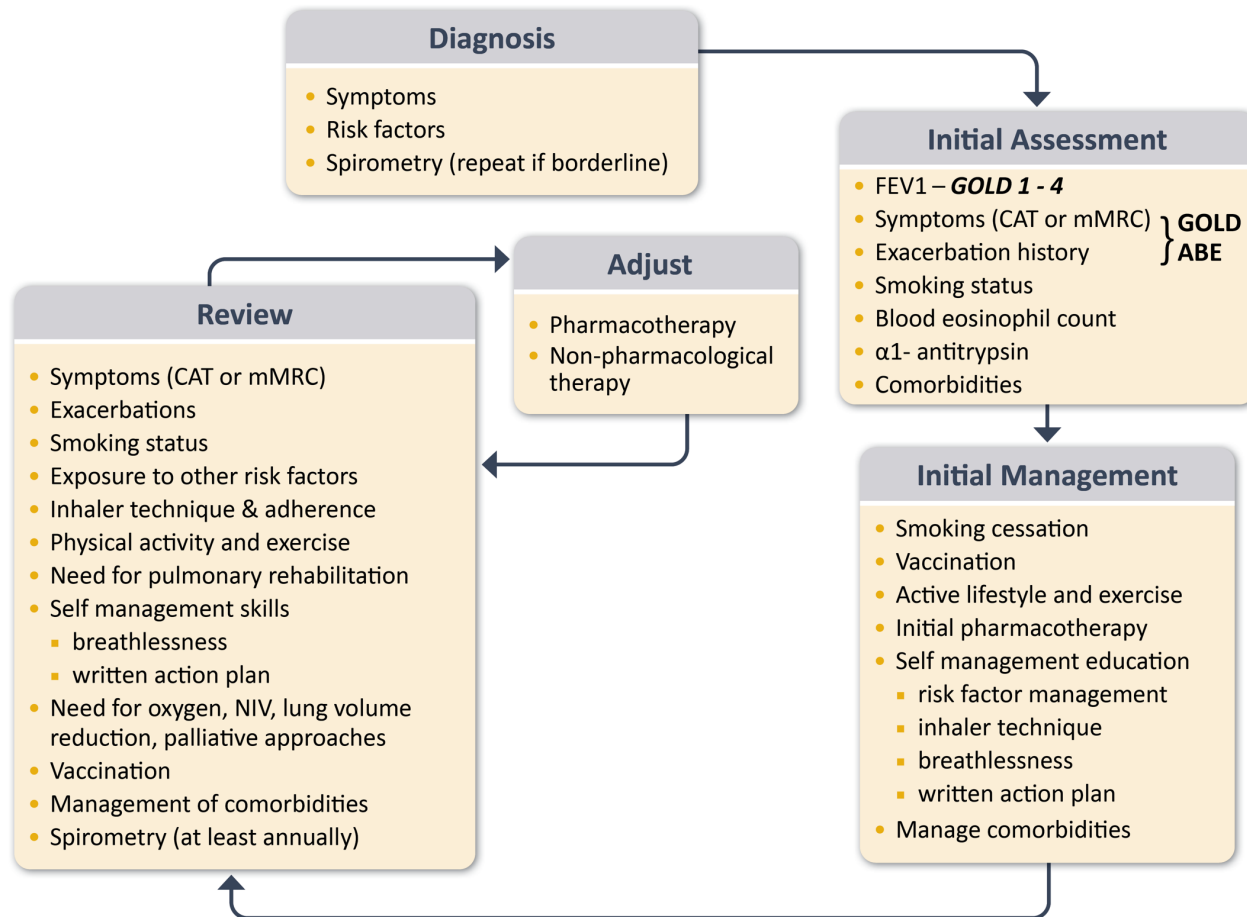 Diagnosis
• Symptoms
• Risk factors
• Spirometry (repeat if borderline)
Initial Assessment
• FEV1 – GOLD 1 - 4
• Symptoms (CAT or mMRC)
• Exacerbation history
} GOLD
ABE
• Smoking status
• Blood eosinophil count
• α1- antitrypsin
• Comorbidities
Initial Management
• Smoking cessation
• Vaccination
• Active lifestyle and exercise
• Initial pharmacotherapy
• Self management education
▪ risk factor management
▪ inhaler technique
▪ breathlessness
▪ written action plan
• Manage comorbidities
Review
• Symptoms (CAT or mMRC)
• Exacerbations
• Smoking status
• Exposure to other risk factors
• Inhaler technique & adherence
• Physical activity and exercise
• Need for pulmonary rehabilitation
• Self management skills
▪ breathlessness
▪ written action plan
• Need for oxygen, NIV, lung volume
reduction, palliative approaches
• Vaccination
• Management of comorbidities
• Spirometry (at least annually)
Adjust
• Pharmacotherapy
• Non-pharmacological
therapy